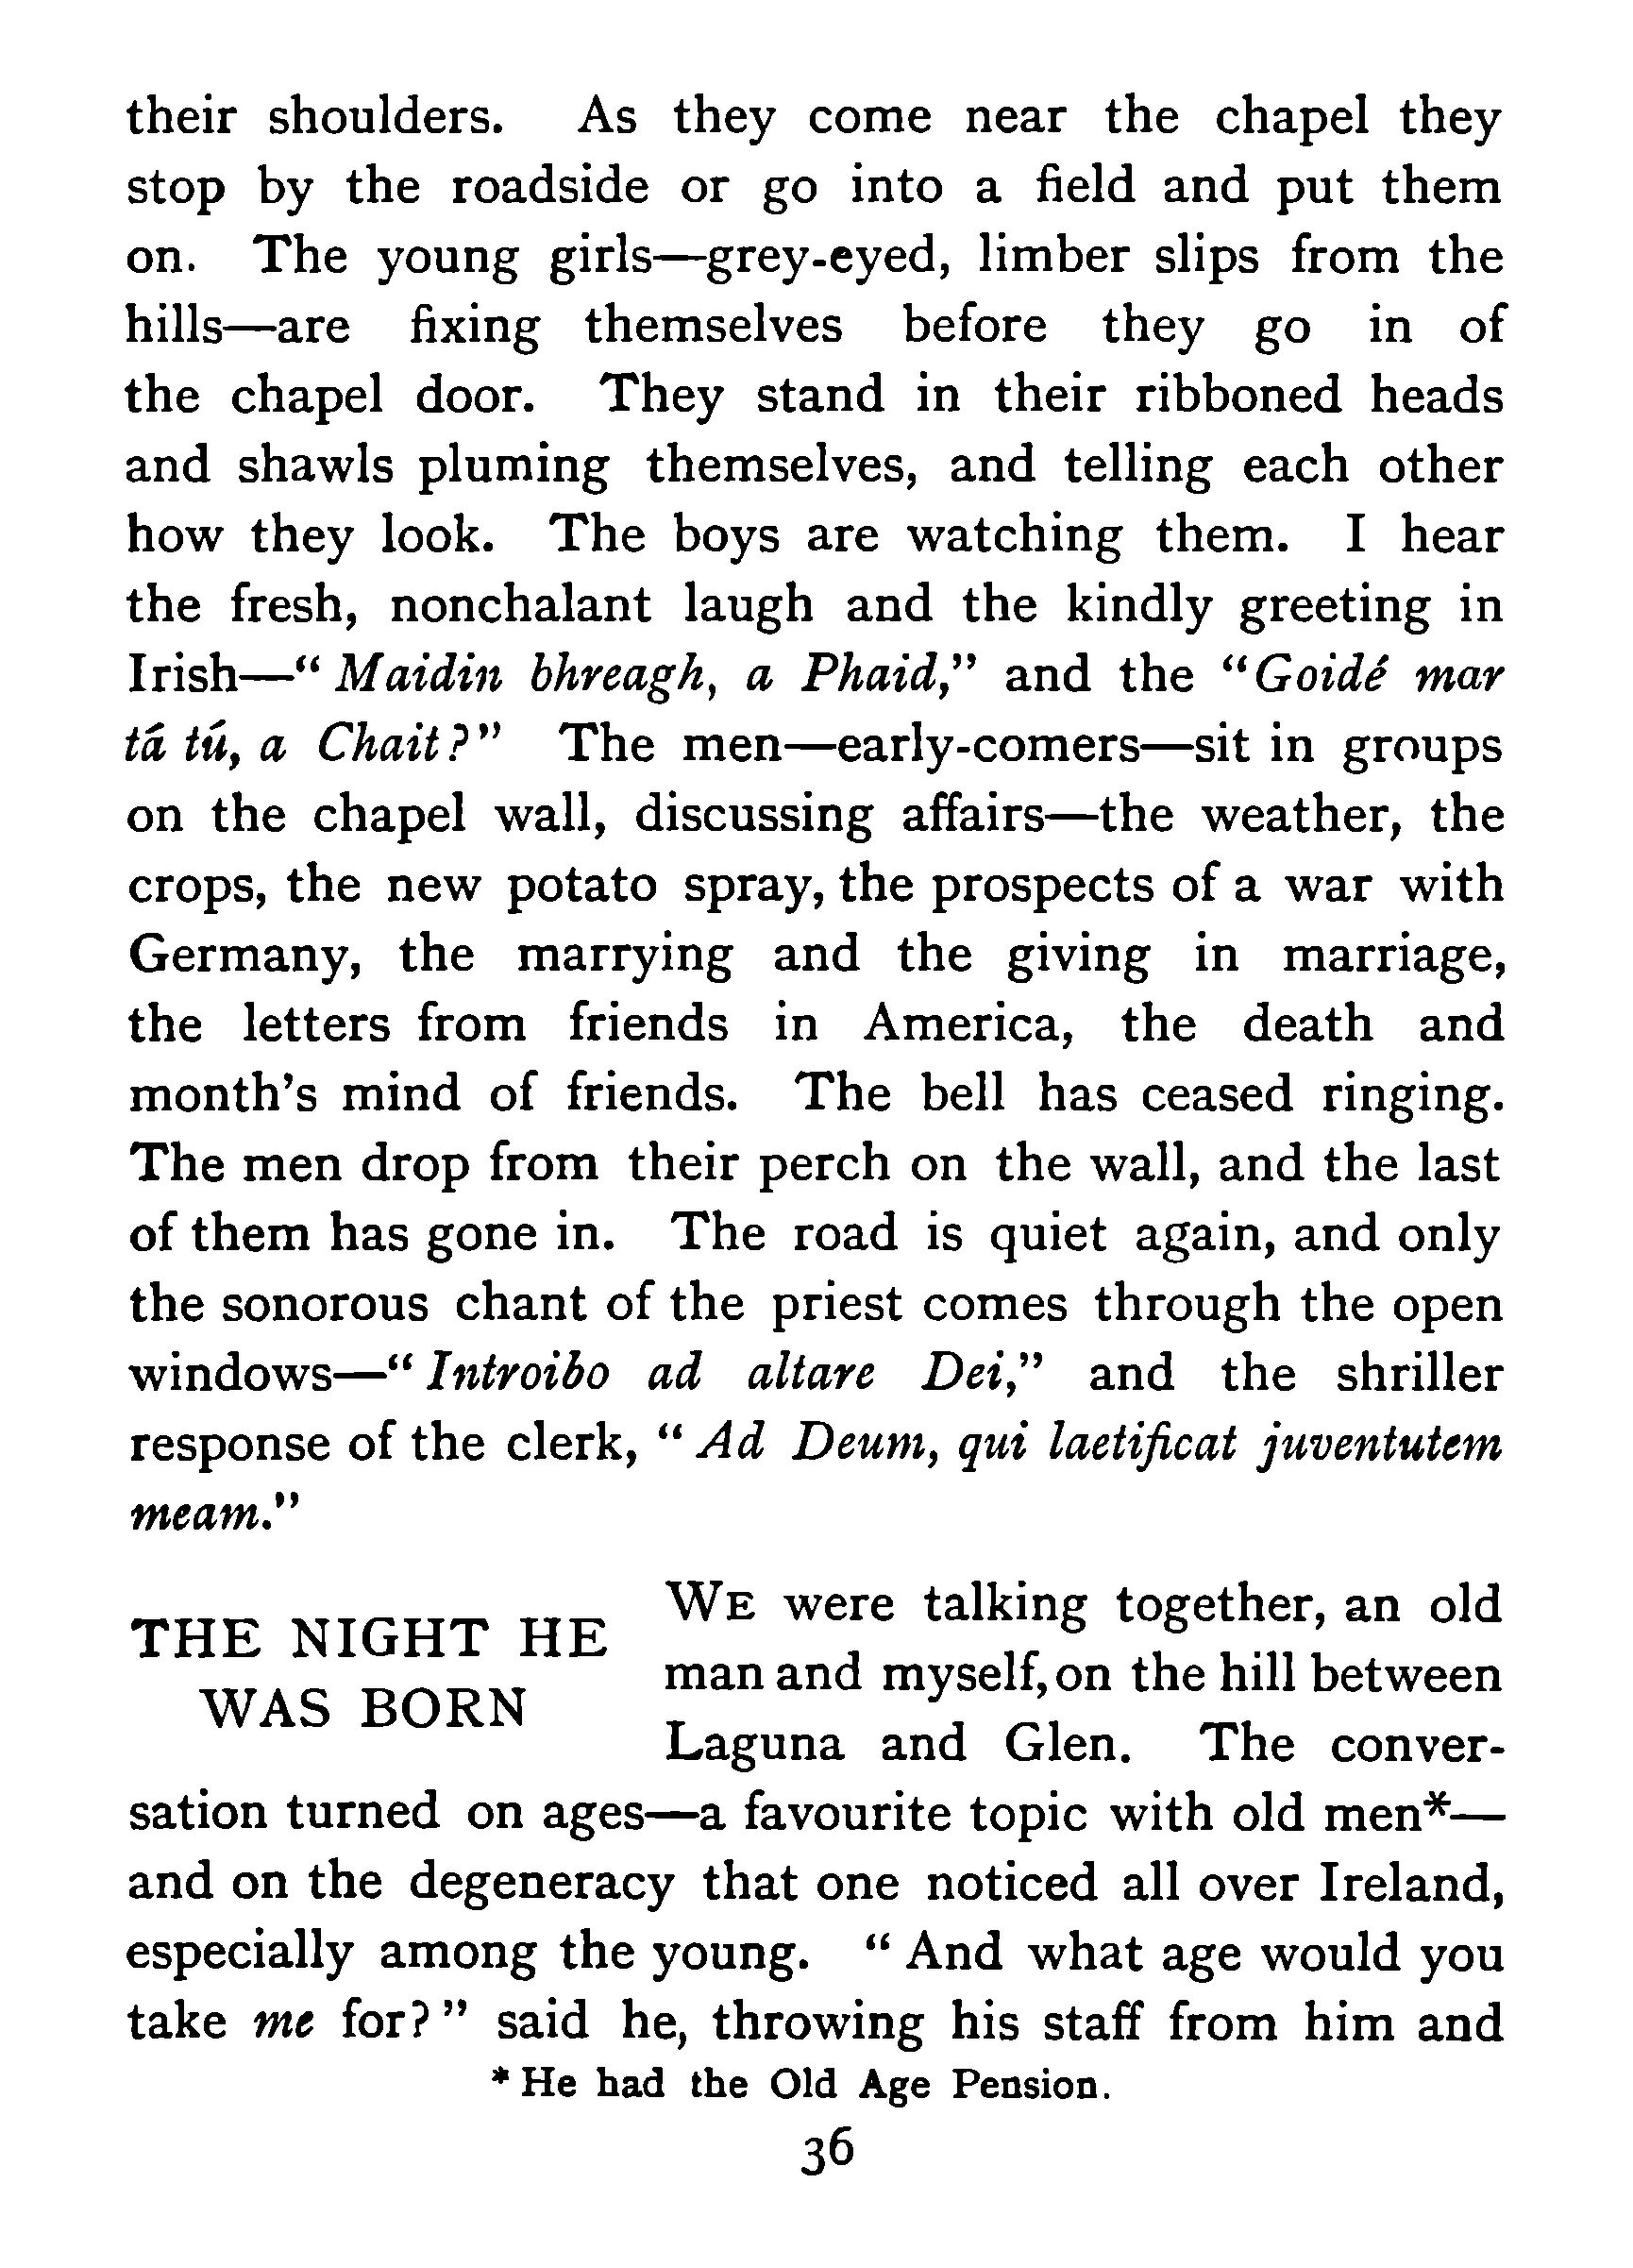 their shoulders. As they come near the chapel they
stop by the roadside or go into a field and put them
on. The young girls—grey-eyed, limber slips from the
hills—are fixing themselves before they go in of
the chapel door. They stand in their ribboned heads
and shawls pluming themselves, and telling each other
how they look. The boys are watching them. I hear
the fresh, nonchalant laugh and the kindly greeting in
Irish—“Maidin bhreagh, a Phaid,” and the “Goidé mar
tá tú, a Chait?” The men—early-comers—sit in groups
on the chapel wall, discussing affairs—the weather, the
crops, the new potato spray, the prospects of a war with
Germany, the marrying and the giving in marriage,
the letters from friends in America, the death and
month’s mind of friends. The bell has ceased ringing.
The men drop from their perch on the wall, and the last
of them has gone in. The road is quiet again, and only
the sonorous chant of the priest comes through the open
windows—“Introibo ad altare Dei,” and the shriller
response of the clerk, “Ad Deum, qui laetificat juventutem
meam.”
THE NIGHT HE
WAS BORN
WE were talking together, an old
man and myself, on the hill between
Laguna and Glen. The conver-
sation turned on ages—a favourite topic with old men*—
and on the degeneracy that one noticed all over Ireland,
especially among the young. “And what age would you
take me for?” said he, throwing his staff from him and
* He had the Old Age Pension.
36